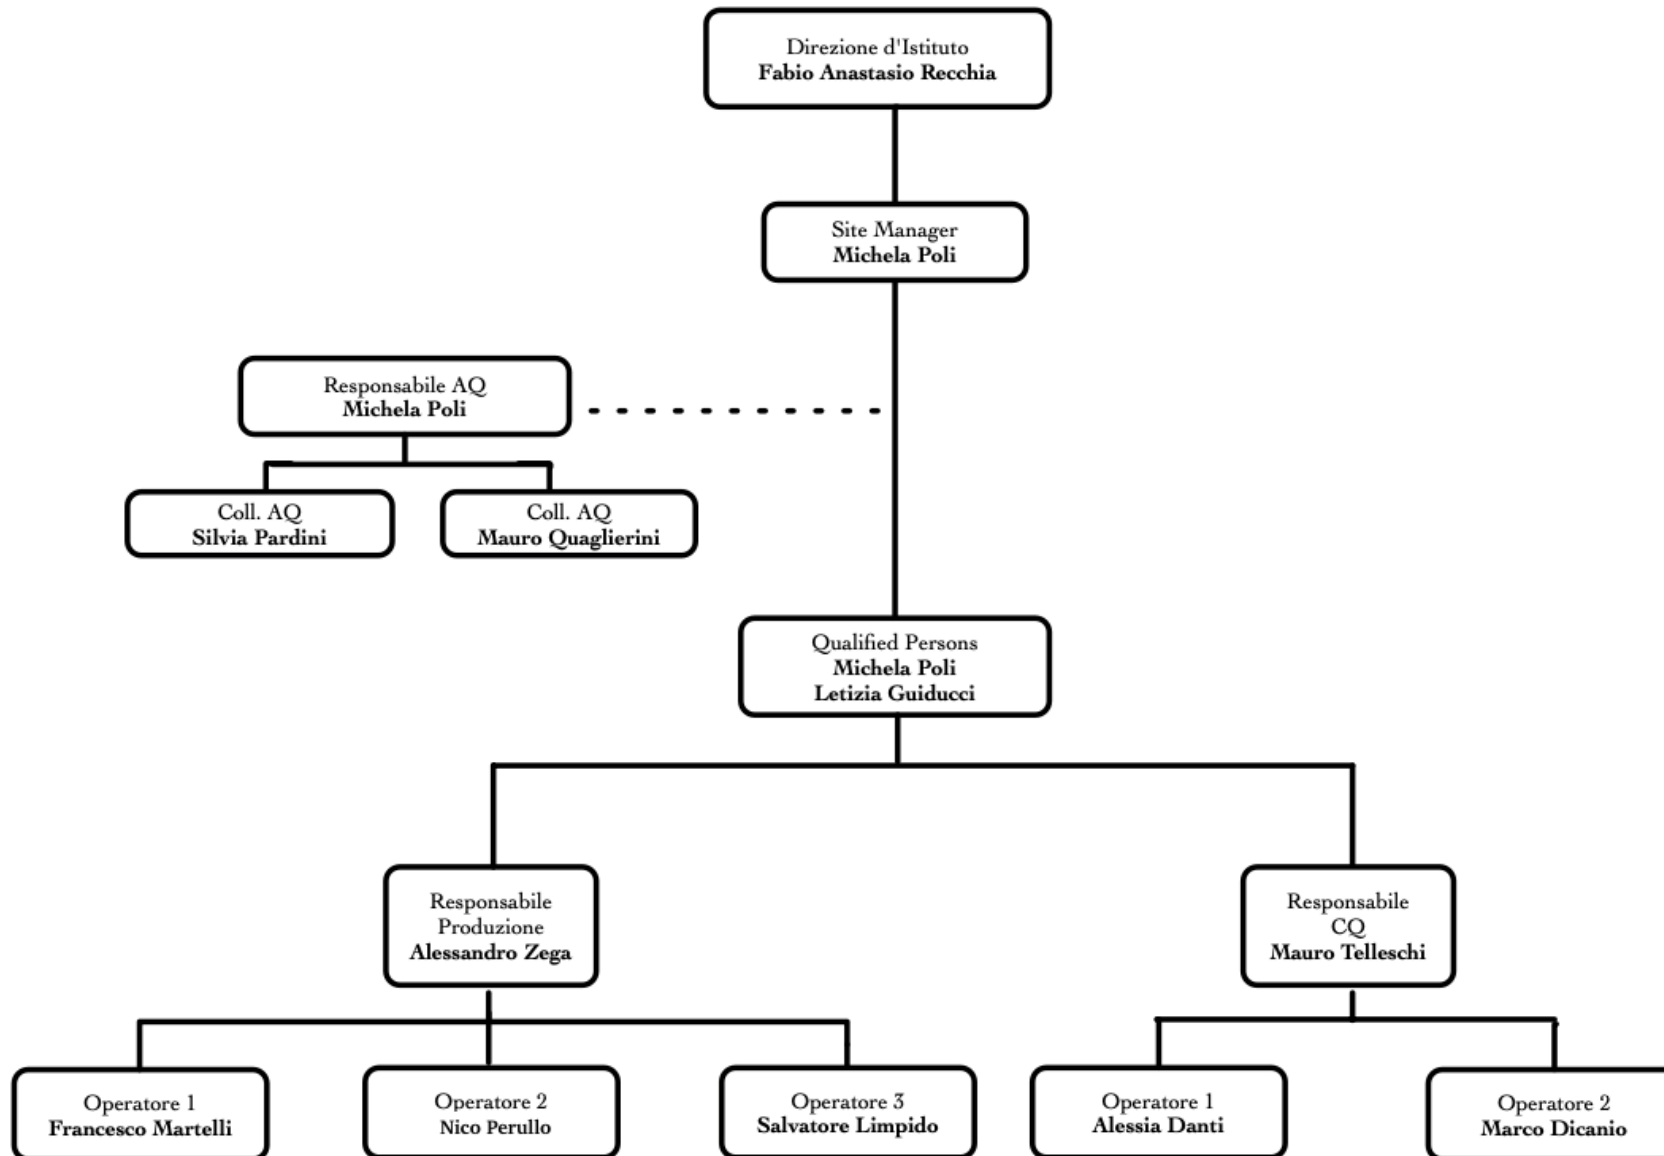 Direzione d'Istituto
Fabio Anastasio Recchia
Site Manager
Michela Poli
Responsabile AQ
Michela Poli
Coll. AQ
Silvia Pardini
Coll. AQ
Mauro Quaglierini
Qualified Persons
Michela Poli
Letizia Guiducci
Responsabile
Produzione
Alessandro Zega
Responsabile
CQ
Mauro Telleschi
Operatore 1
Francesco Martelli
Operatore 2
Nico Perullo
Operatore 3
Salvatore Limpido
Operatore 1
Alessia Danti
Operatore 2
Marco Dicanio